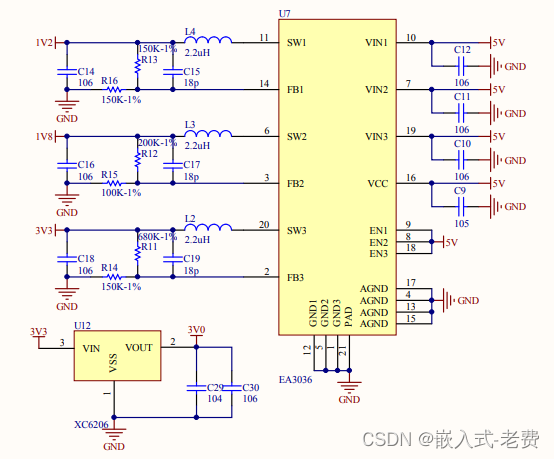 U7
1V2
L4
2.2uH
11
SW1
VIN1
10
5V
150K-1%
R13
C14
106
R16
150K-1%
C15
18p
14
FB1
C12
106
GND
GND
VIN2
7
5V
C11
106
GND
1V8
L3
2.2uH
6
SW2
VIN3
19
5V
200K-1%
R12
C16
106
R15
100K-1%
C17
18p
3
FB2
C10
106
GND
GND
VCC
16
5V
C9
105
GND
3V3
L2
2.2uH
20
SW3
680K-1%
R11
C18
106
R14
150K-1%
C19
18p
2
FB3
EN1
9
EN2
8
EN3
18
5V
GND
AGND
17
AGND
4
AGND
13
AGND
15
GND
GND1
GND2
GND3
PAD
12
5
1
21
GND
EA3036
U12
3V3
3
VIN
VOUT
2
3V0
VSS
1
C29
104
C30
106
XC6206
GND
CSDN @嵌入式-老费